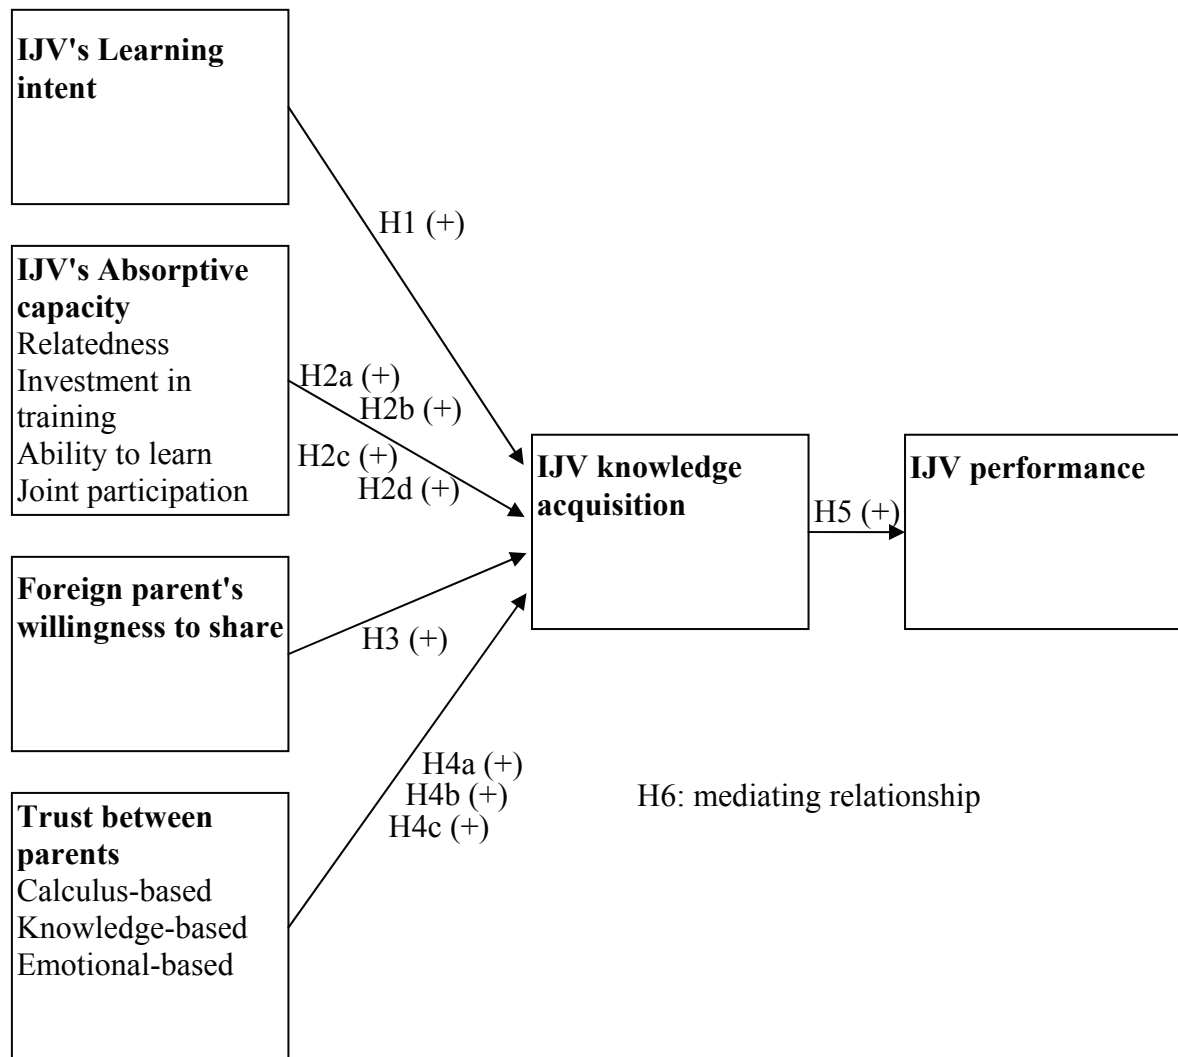 IJV's Learning
intent
H1 (+)
IJV's Absorptive
capacity
Relatedness
Investment in
training
Ability to learn
Joint participation
H2a (+)
H2b (+)
H2c (+)
H2d (+)
IJV knowledge
acquisition
H5 (+)
IJV performance
Foreign parent's
willingness to share
H3 (+)
H4a (+)
H4b (+)
H4c (+)
H6: mediating relationship
Trust between
parents
Calculus-based
Knowledge-based
Emotional-based